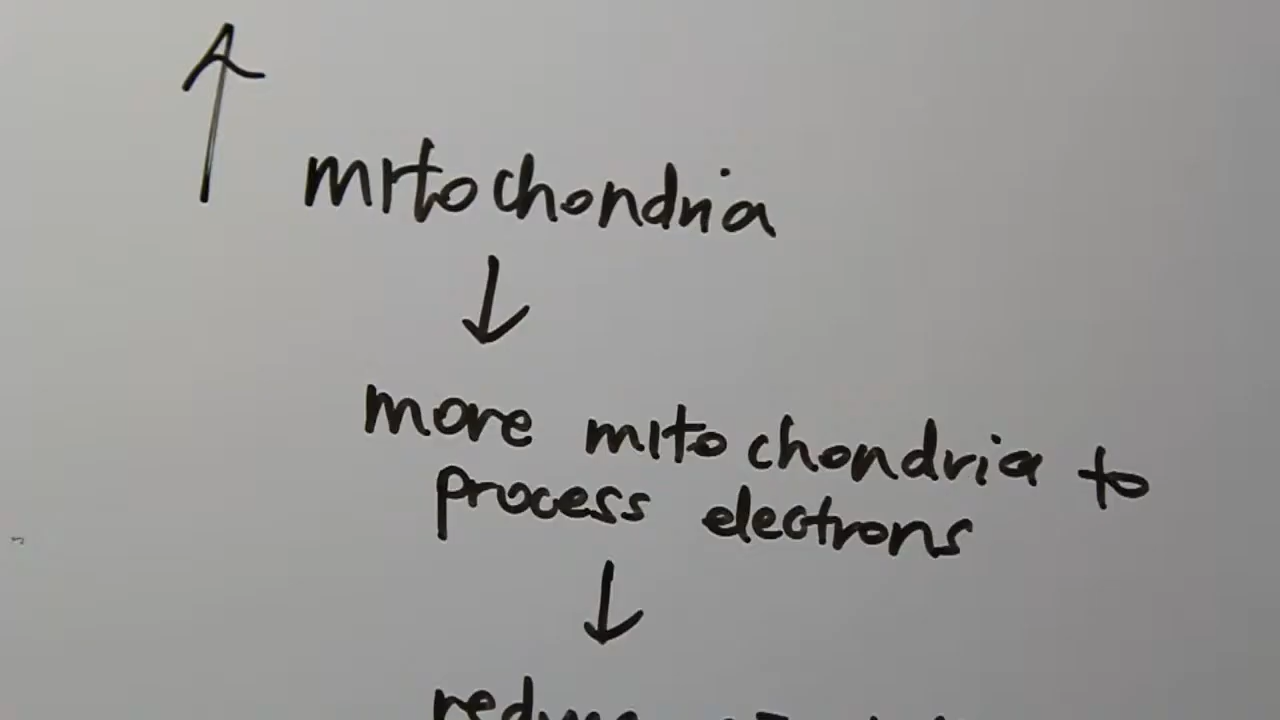 ↑ mitochondria
↓
more mitochondria to
process electrons
↓